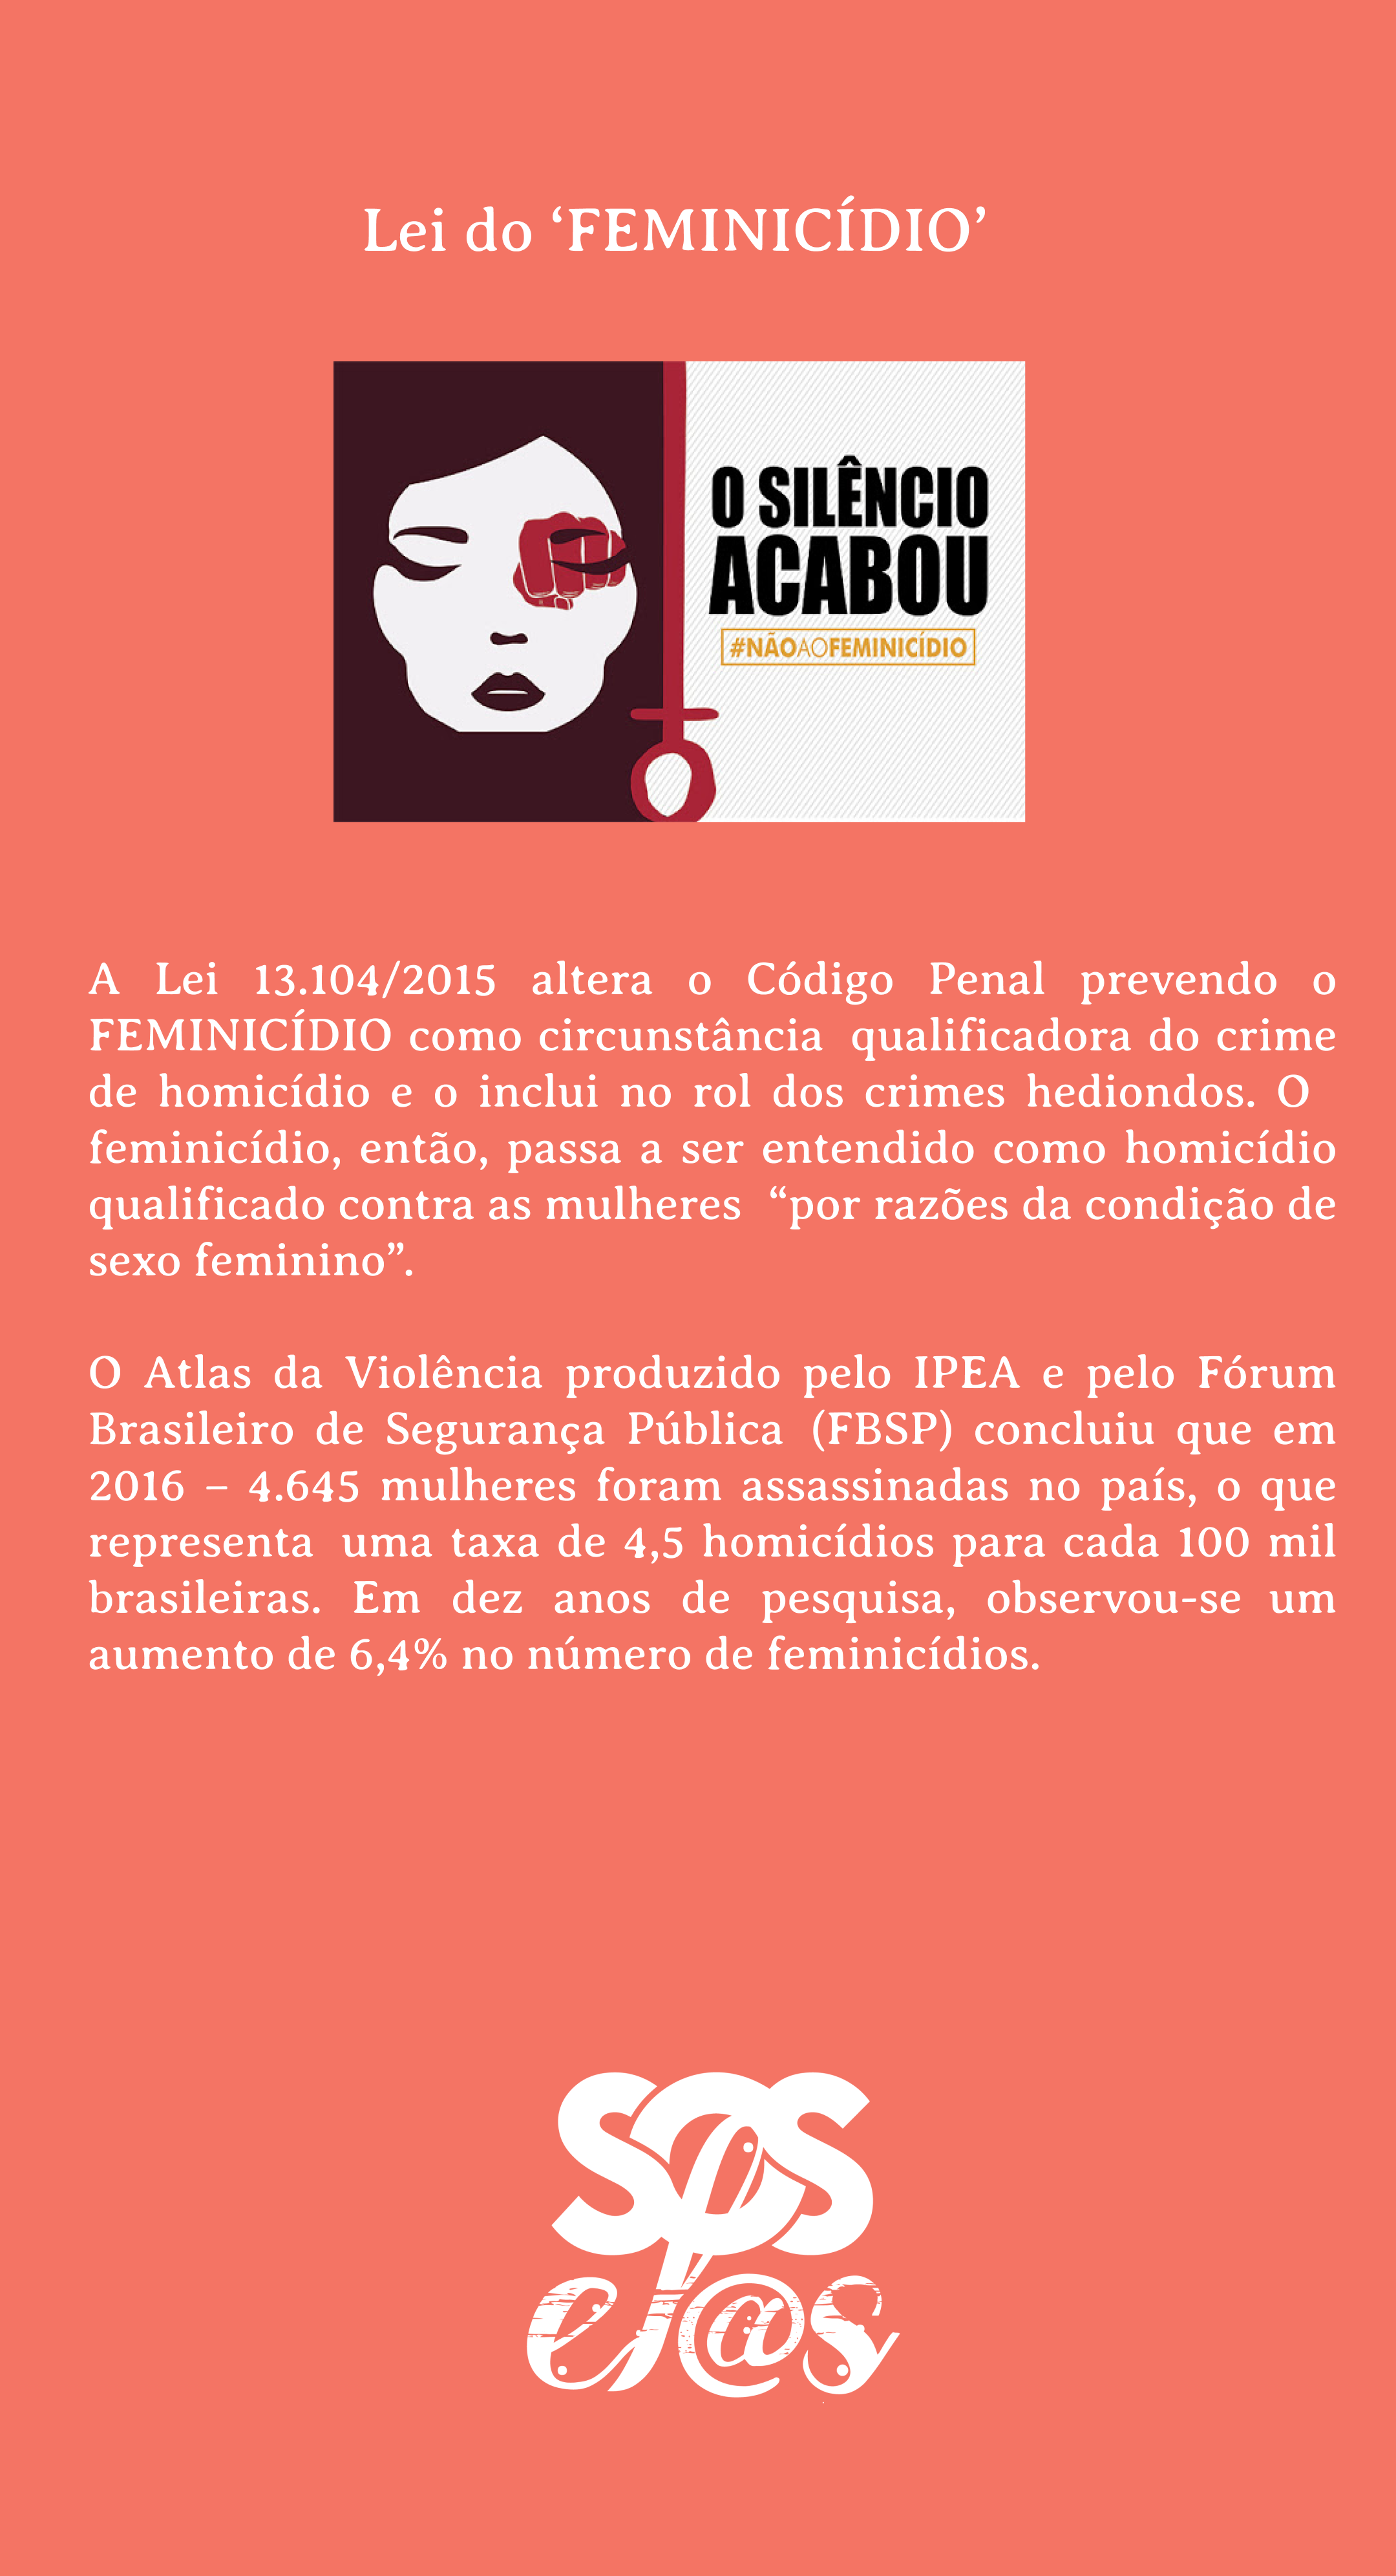 Lei do ‘FEMINICÍDIO’
O SILÊNCIO
ACABOU
#NÃOAOFEMINICÍDIO
A Lei 13.104/2015 altera o Código Penal prevendo o
FEMINICÍDIO como circunstância qualificadora do crime
de homicídio e o inclui no rol dos crimes hediondos. O
feminicídio, então, passa a ser entendido como homicídio
qualificado contra as mulheres “por razões da condição de
sexo feminino”.
O Atlas da Violência produzido pelo IPEA e pelo Fórum
Brasileiro de Segurança Pública (FBSP) concluiu que em
2016 – 4.645 mulheres foram assassinadas no país, o que
representa uma taxa de 4,5 homicídios para cada 100 mil
brasileiras. Em dez anos de pesquisa, observou-se um
aumento de 6,4% no número de feminicídios.
SOS
el@s